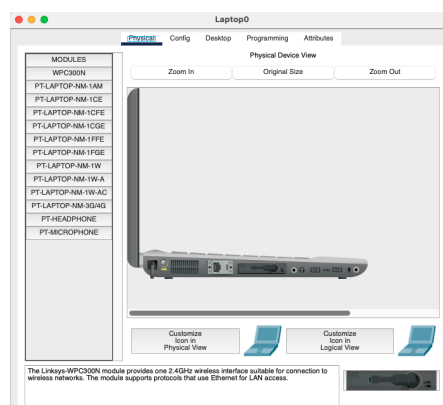 Laptop0
Physical Config Desktop Programming Attributes
MODULES
WPC300N
PT-LAPTOP-NM-1AM
PT-LAPTOP-NM-1CE
PT-LAPTOP-NM-1CFE
PT-LAPTOP-NM-1CGE
PT-LAPTOP-NM-1FFE
PT-LAPTOP-NM-1FGE
PT-LAPTOP-NM-1W
PT-LAPTOP-NM-1W-A
PT-LAPTOP-NM-1W-AC
PT-LAPTOP-NM-3G/4G
PT-HEADPHONE
PT-MICROPHONE
Physical Device View
Zoom In Original Size Zoom Out
Customize
Icon in
Physical View
Customize
Icon in
Logical View
The Linksys-WPC300N module provides one 2.4GHz wireless interface suitable for connection to
wireless networks. The module supports protocols that use Ethernet for LAN access.